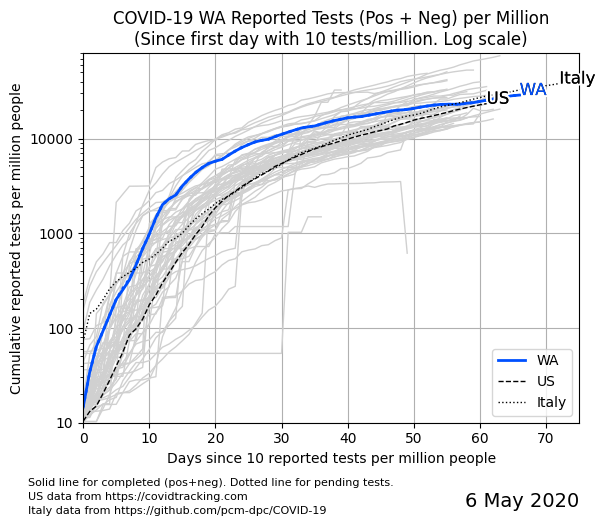 COVID-19 WA Reported Tests (Pos + Neg) per Million
(Since first day with 10 tests/million. Log scale)
Cumulative reported tests per million people
10000
1000
100
10
US
WA
Italy
WA
US
Italy
0 10 20 30 40 50 60 70
Days since 10 reported tests per million people
Solid line for completed (pos+neg). Dotted line for pending tests.
US data from https://covidtracking.com
Italy data from https://github.com/pcm-dpc/COVID-19
6 May 2020